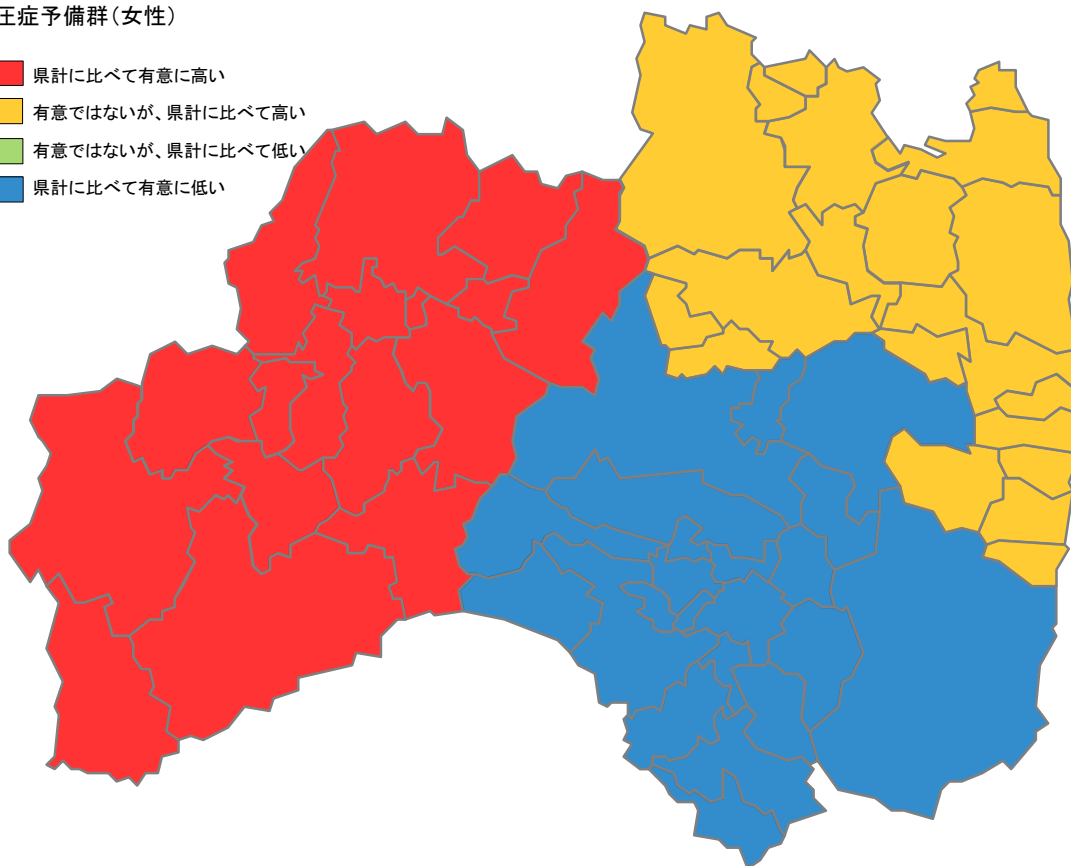 圧症予備群(女性)
県計に比べて有意に高い
有意ではないが、県計に比べて高い
有意ではないが、県計に比べて低い
県計に比べて有意に低い